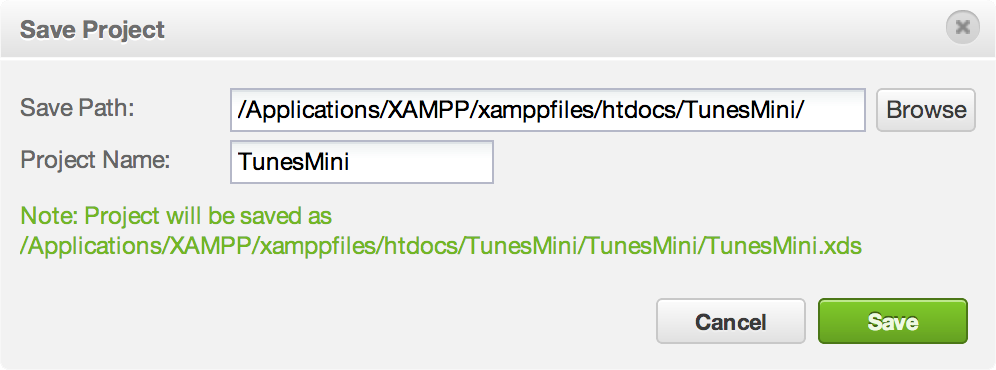 Save Project
Save Path: /Applications/XAMPP/xamppfiles/htdocs/TunesMini/ Browse
Project Name: TunesMini
Note: Project will be saved as
/Applications/XAMPP/xamppfiles/htdocs/TunesMini/TunesMini/TunesMini.xds
Cancel Save